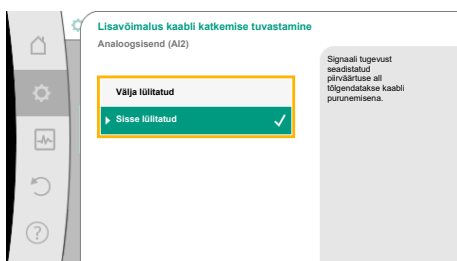 Lisavõimalus kaabli katkemise tuvastamine
Analoogsisend (AI2)
Välja lülitatud
Sisse lülitatud
Signaali tugevust
seadistatud
piirväärtuse all
tõlgendatakse kaabli
purunemisena.